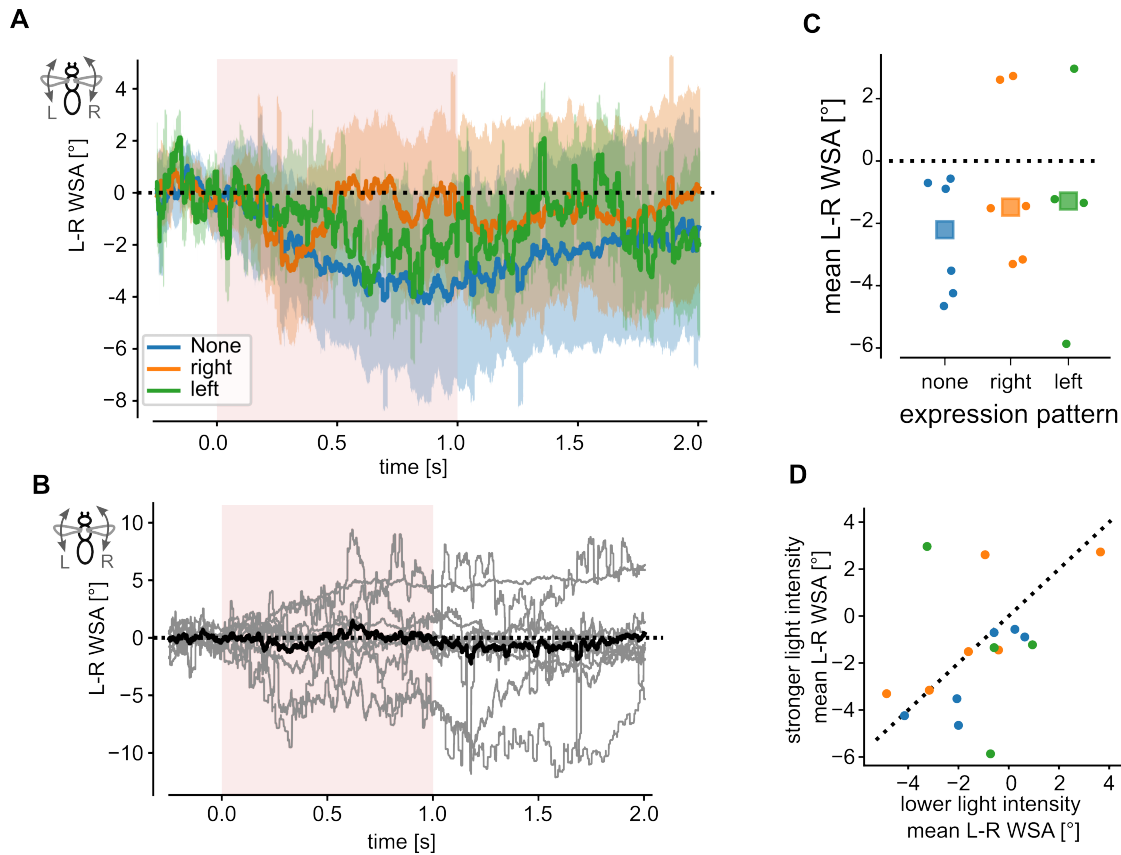 A
L R
L-R WSA [°]
4
2
0
−2
−4
−6
−8
None
right
left
0.0 0.5 1.0 1.5 2.0
time [s]
B
L R
L-R WSA [°]
10
5
0
−5
−10
0.0 0.5 1.0 1.5 2.0
time [s]
C
mean L-R WSA [°]
2
0
−2
−4
−6
none right left
expression pattern
D
stronger light intensity
mean L-R WSA [°]
4
2
0
−2
−4
−6
−4 −2 0 2 4
lower light intensity
mean L-R WSA [°]